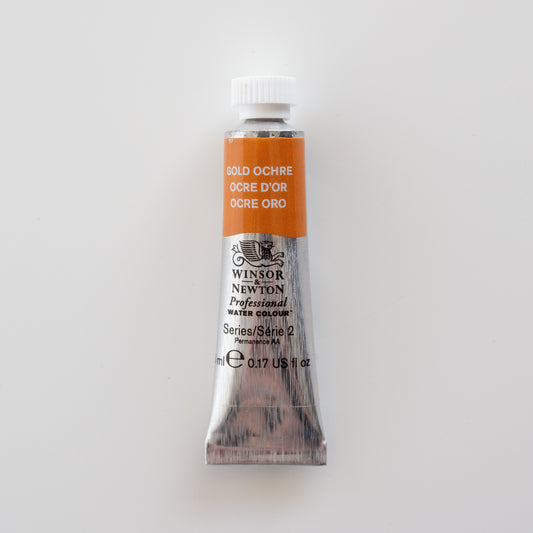 GOLD OCHRE
OCRE D'OR
OCRE ORO
WINSOR
&
NEWTON
Professional
WATER COLOUR™
Series/Série 2
Permanence AA
ml e 0.17 US fl oz